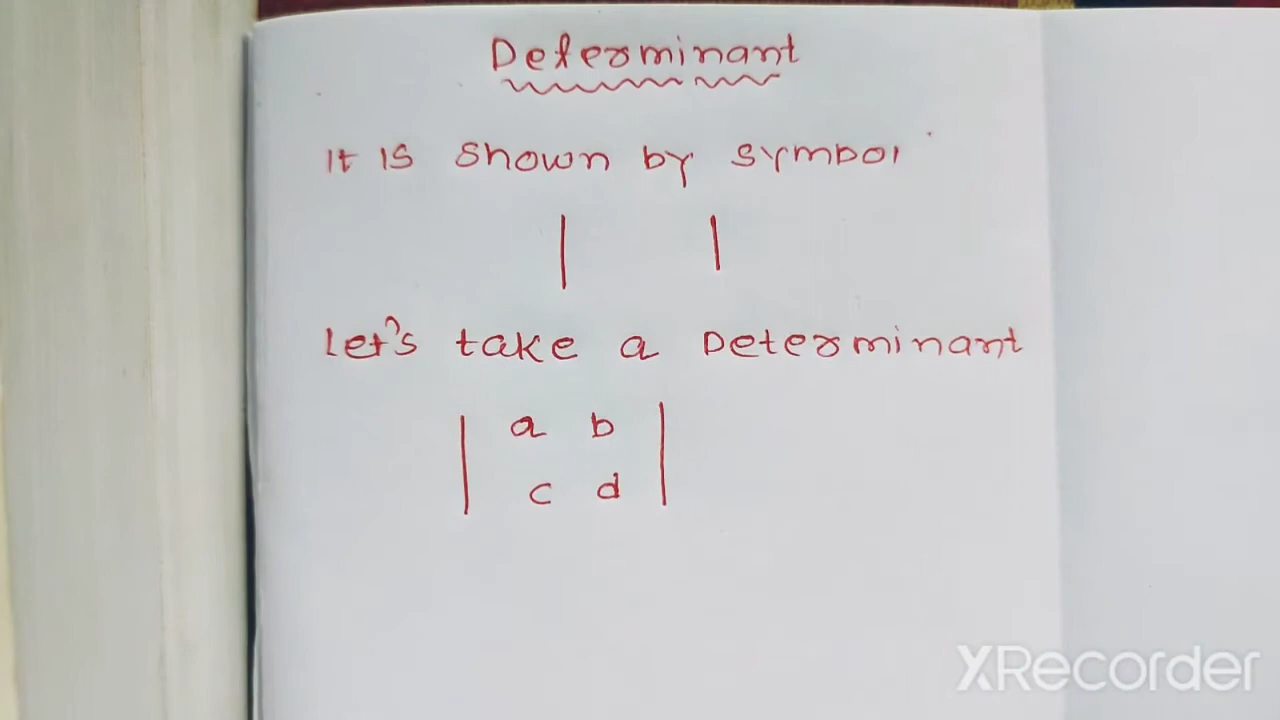 Determinant
It is shown by symbol
| |
Let's take a Determinant
| a b |
| c d |
XRecorder